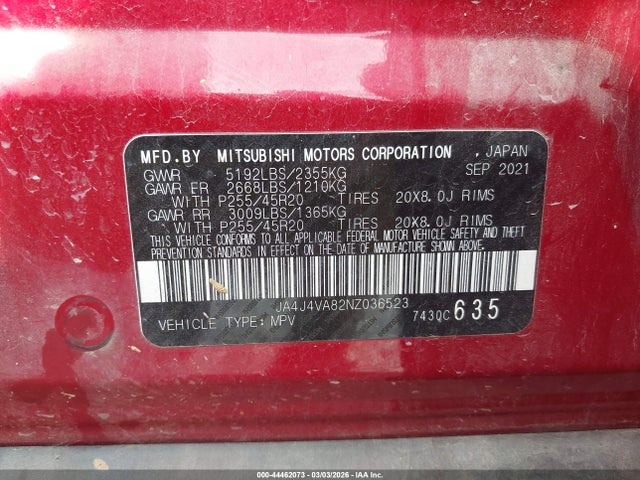 MFD.BY MITSUBISHI MOTORS CORPORATION , JAPAN
GWR 5192LBS/2355KG SEP 2021
GAWR FR 2668LBS/1210KG
WITH P255/45R20 TIRES 20X8.0J RIMS
GAWR RR 3009LBS/1365KG
WITH P255/45R20 TIRES 20X8.0J RIMS
THIS VEHICLE CONFORMS TO ALL APPLICABLE FEDERAL MOTOR VEHICLE SAFETY AND THEFT
PREVENTION STANDARDS IN EFFECT ON THE DATE OF MANUFACTURE SHOWN ABOVE.
JA4J4VA82NZ036523
VEHICLE TYPE: MPV 7430C 635
000-44462073 - 03/03/2026 - IAAI.com